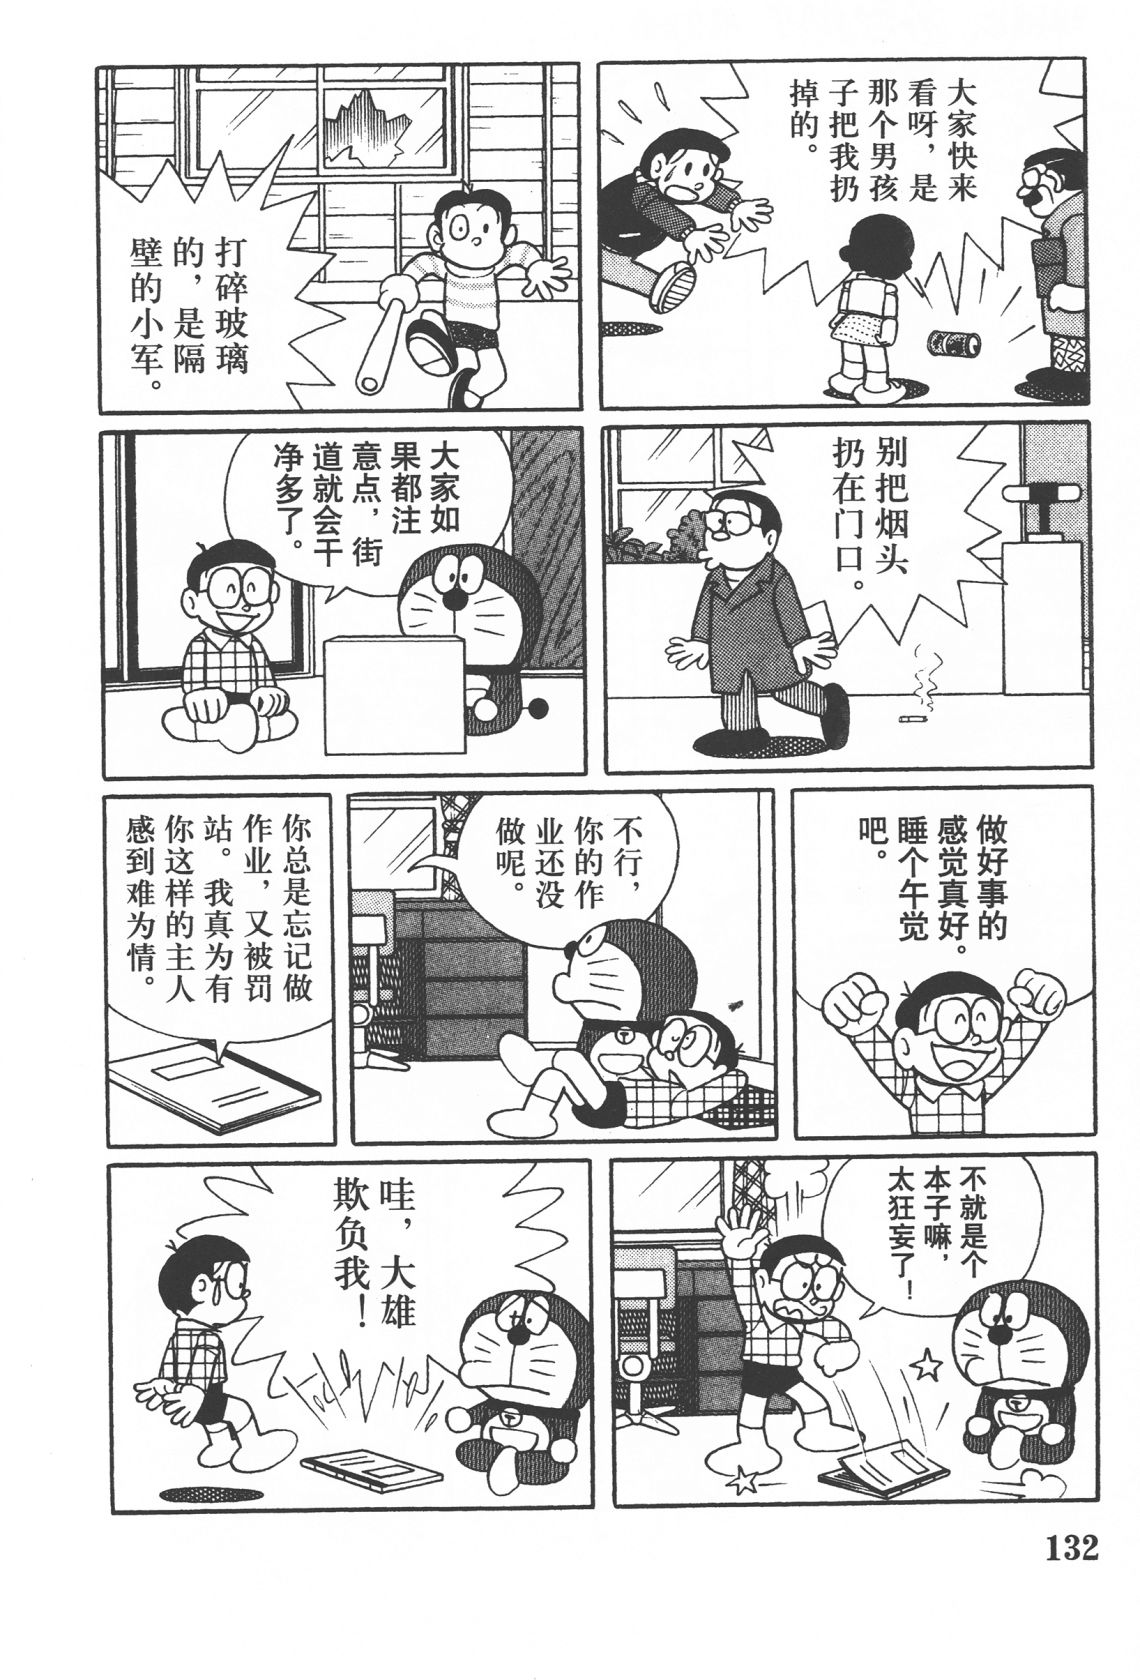 大家快来
看呀，是
那个男孩
子把我扔
掉的。
打碎玻璃
的，是隔
壁的小军。
别把烟头
扔在门口。
大家如
果都注
意点，街
道就会干
净多了。
做好事的
感觉真好。
睡个午觉
吧。
不行，
你的作
业还没
做呢。
你总是忘记做
作业，又被罚
站。我真为有
你这样的主人
感到难为情。
不就是个
本子嘛，
太狂妄了！
哇，大雄
欺负我！
132